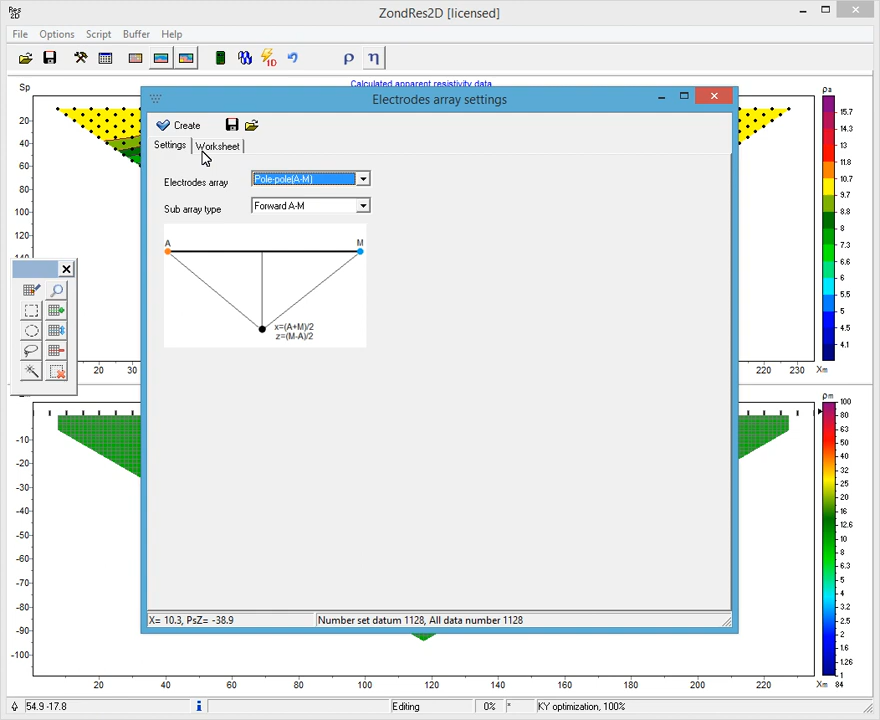 Res
2D
ZondRes2D [licensed]
File Options Script Buffer Help
1D ρ η
Calculated apparent resistivity data
Sp
20
40
60
80
100
120
140
20 30
220 230 Xm
ρa
15.7
14.3
13
11.8
10.7
9.7
8.8
8
7.3
6.6
6
5.5
5
4.5
4.1
Electrodes array settings
Create
Settings Worksheet
Electrodes array Pole-pole(A-M)
Sub array type Forward A-M
A M
x=(A+M)/2
z=(M-A)/2
X= 10.3, PsZ= -38.9 Number set datum 1128, All data number 1128
-10
-20
-30
-40
-50
-60
-70
-80
-90
-100
20 40 60 80 100 120 140 160 180 200 220 Xm 84
ρm
100
80
63
50
40
32
25
20
16
12.6
10
8
6.3
5
4
3.2
2.5
2
1.6
1.26
1
54.9 -17.8 i Editing 0% * KY optimization, 100%